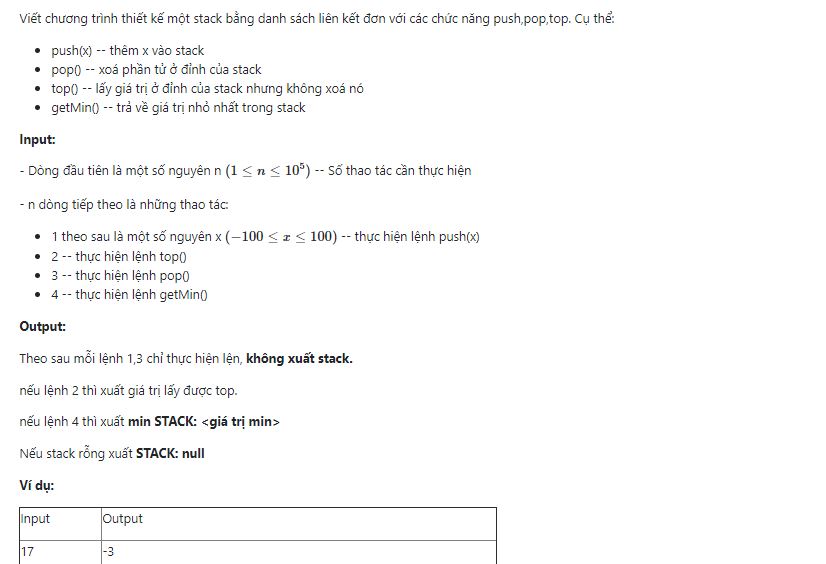 Viết chương trình thiết kế một stack bằng danh sách liên kết đơn với các chức năng push,pop,top. Cụ thể:
• push(x) -- thêm x vào stack
• pop() -- xoá phần tử ở đỉnh của stack
• top() -- lấy giá trị ở đỉnh của stack nhưng không xoá nó
• getMin() -- trả về giá trị nhỏ nhất trong stack
Input:
- Dòng đầu tiên là một số nguyên n (1 ≤ n ≤ 10⁵) -- Số thao tác cần thực hiện
- n dòng tiếp theo là những thao tác:
• 1 theo sau là một số nguyên x (−100 ≤ x ≤ 100) -- thực hiện lệnh push(x)
• 2 -- thực hiện lệnh top()
• 3 -- thực hiện lệnh pop()
• 4 -- thực hiện lệnh getMin()
Output:
Theo sau mỗi lệnh 1,3 chỉ thực hiện lên, không xuất stack.
nếu lệnh 2 thì xuất giá trị lấy được top.
nếu lệnh 4 thì xuất min STACK: <giá trị min>
Nếu stack rỗng xuất STACK: null
Ví dụ:
Input Output
17 -3